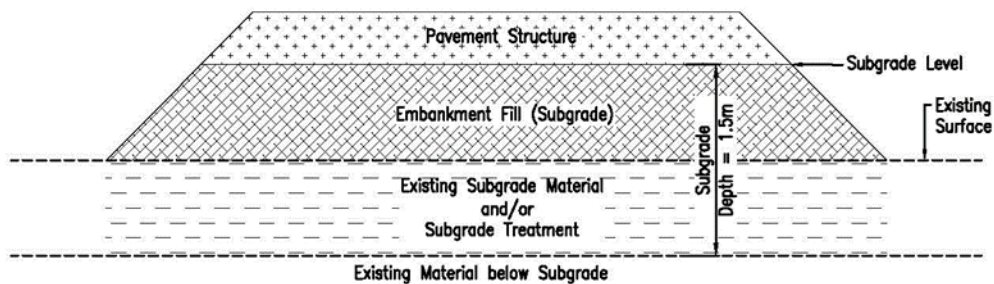 Pavement Structure
Subgrade Level
Embankment Fill (Subgrade)
Existing
Surface
Subgrade
Depth = 1.5m
Existing Subgrade Material
and/or
Subgrade Treatment
Existing Material below Subgrade